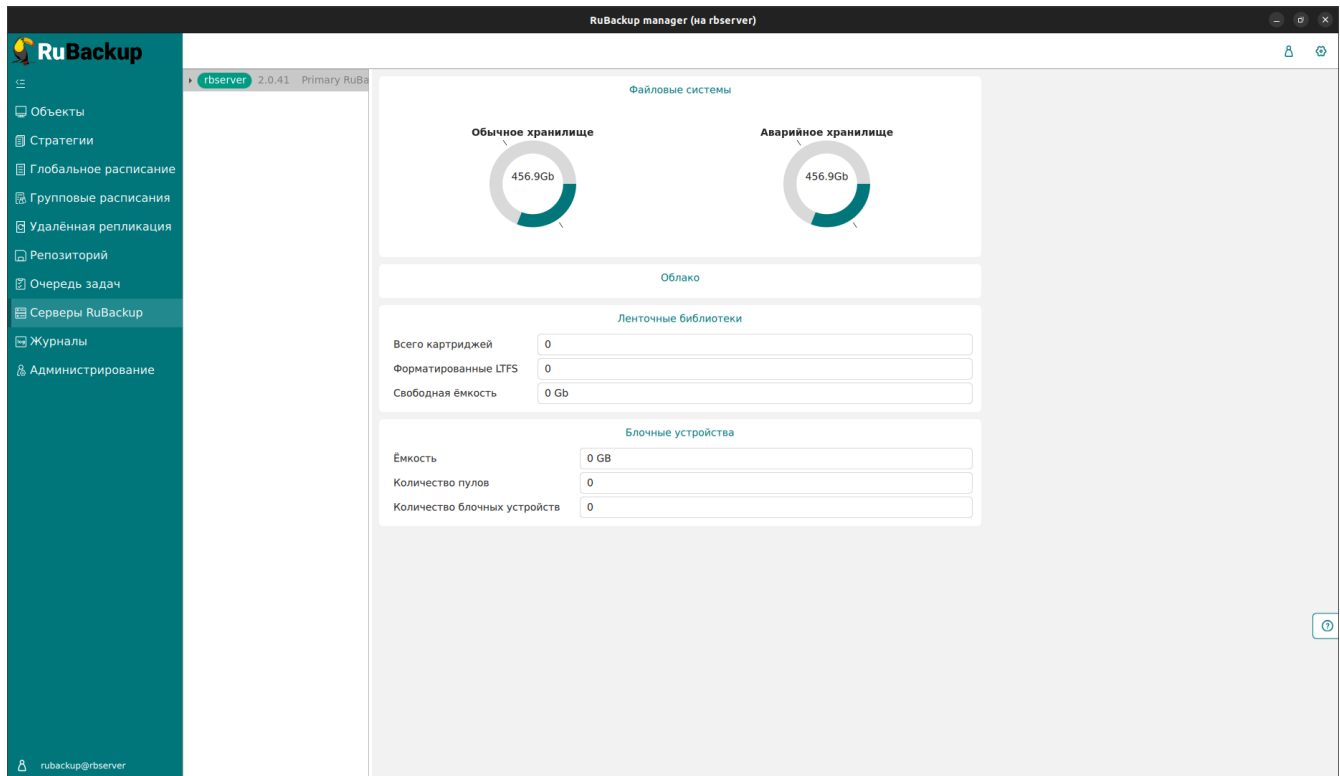 RuBackup manager (на rbserver)
RuBackup
rbserver 2.0.41 Primary RuBa
Объекты
Стратегии
Глобальное расписание
Групповые расписания
Удалённая репликация
Репозиторий
Очередь задач
Серверы RuBackup
Журналы
Администрирование
rubackup@rbserver
Файловые системы
Обычное хранилище
456.9Gb
Аварийное хранилище
456.9Gb
Облако
Ленточные библиотеки
Всего картриджей 0
Форматированные LTFS 0
Свободная ёмкость 0 Gb
Блочные устройства
Ёмкость 0 GB
Количество пулов 0
Количество блочных устройств 0